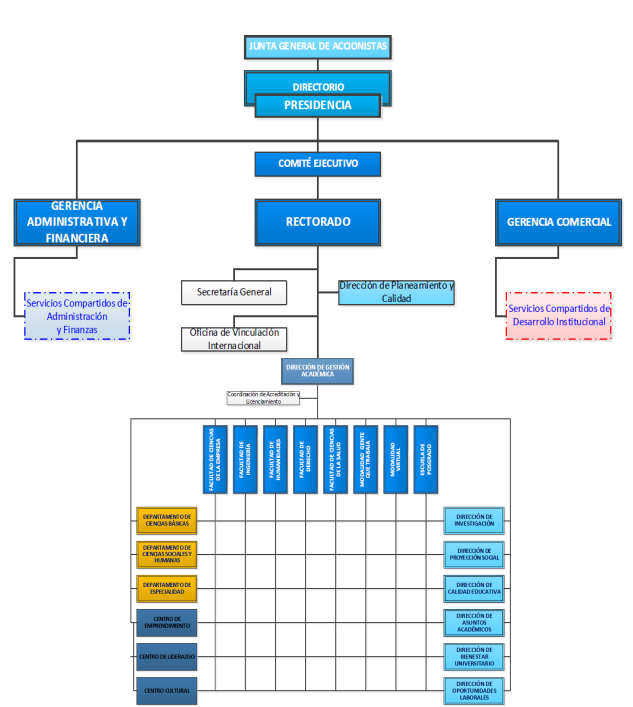 JUNTA GENERAL DE ACCIONISTAS
DIRECTORIO
PRESIDENCIA
COMITÉ EJECUTIVO
GERENCIA
ADMINISTRATIVA Y
FINANCIERA
RECTORADO
GERENCIA COMERCIAL
Servicios Compartidos de
Administración
y Finanzas
Secretaría General
Dirección de Planeamiento y
Calidad
Servicios Compartidos de
Desarrollo Institucional
Oficina de Vinculación
Internacional
DIRECCIÓN DE GESTIÓN
ACADÉMICA
Coordinación de Acreditación y
Licenciamiento
FACULTAD DE CIENCIAS
DE LA EMPRESA
FACULTAD DE
INGENIERÍA
FACULTAD DE
HUMANIDADES
FACULTAD DE
DERECHO
FACULTAD DE CIENCIAS
DE LA SALUD
MODALIDAD GENTE
QUE TRABAJA
MODALIDAD
VIRTUAL
ESCUELA DE
POSGRADO
DEPARTAMENTO DE
CIENCIAS BÁSICAS
DIRECCIÓN DE
INVESTIGACIÓN
DEPARTAMENTO DE
CIENCIAS SOCIALES Y
HUMANAS
DIRECCIÓN DE
PROYECCIÓN SOCIAL
DEPARTAMENTO DE
ESPECIALIDAD
DIRECCIÓN DE
CALIDAD EDUCATIVA
CENTRO DE
EMPRENDIMIENTO
DIRECCIÓN DE
ASUNTOS
ACADÉMICOS
CENTRO DE LIDERAZGO
DIRECCIÓN DE
BIENESTAR
UNIVERSITARIO
CENTRO CULTURAL
DIRECCIÓN DE
OPORTUNIDADES
LABORALES